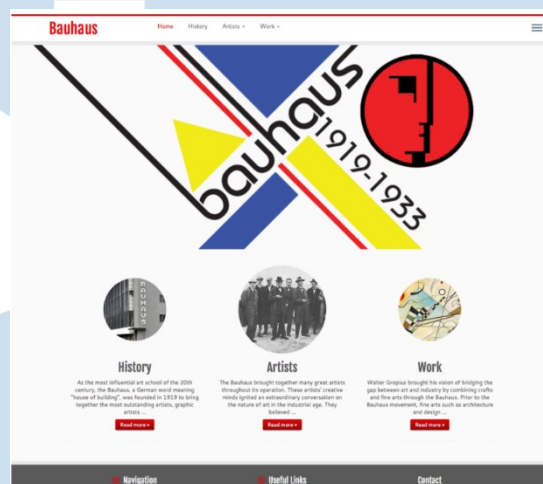 Bauhaus
Home History Artists Work
bauhaus
1919-1933
BAUHAUS
History
As the most influential art school of the 20th
century, the Bauhaus, a German word meaning
"house of building", was founded in 1919 to bring
together the most outstanding artists, graphic
artists ...
Read more »
Artists
The Bauhaus brought together many great artists
throughout its operation. These artists' creative
minds ignited an extraordinary conversation on
the nature of art in the industrial age. They
believed ...
Read more »
Work
Walter Gropius brought his vision of bridging the
gap between art and industry by combining crafts
and fine arts through the Bauhaus. Prior to the
Bauhaus movement, fine arts such as architecture
and design ...
Read more »
Navigation Useful Links Contact